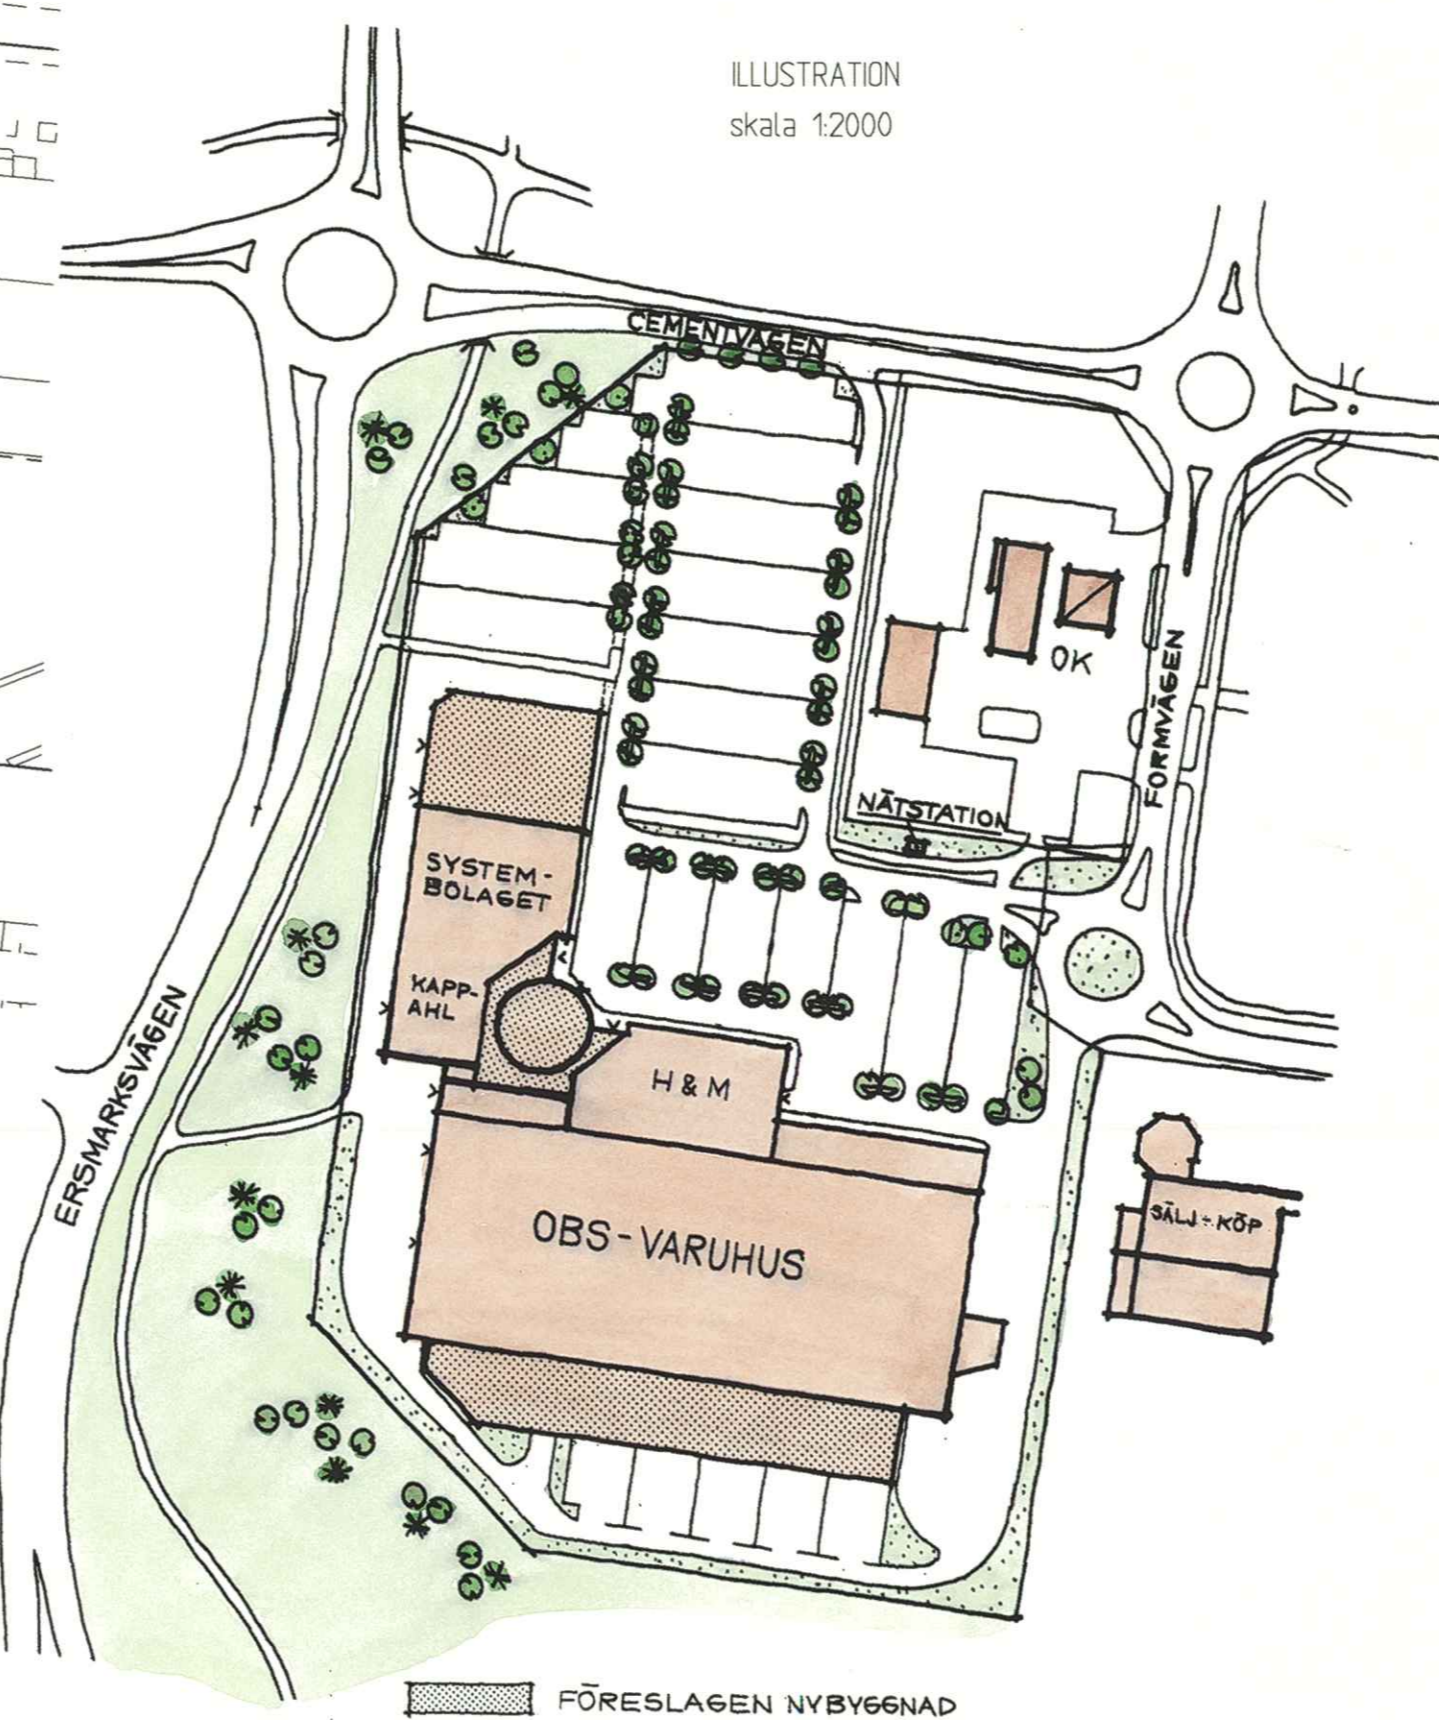 ILLUSTRATION
skala 1:2000
CEMENTVÄGEN
OK
FORMVÄGEN
NÄTSTATION
SYSTEM-
BOLAGET
KAPP-
AHL
H & M
ERSMARKSVÄGEN
SÄLJ-KÖP
OBS-VARUHUS
FÖRESLAGEN NYBYGGNAD